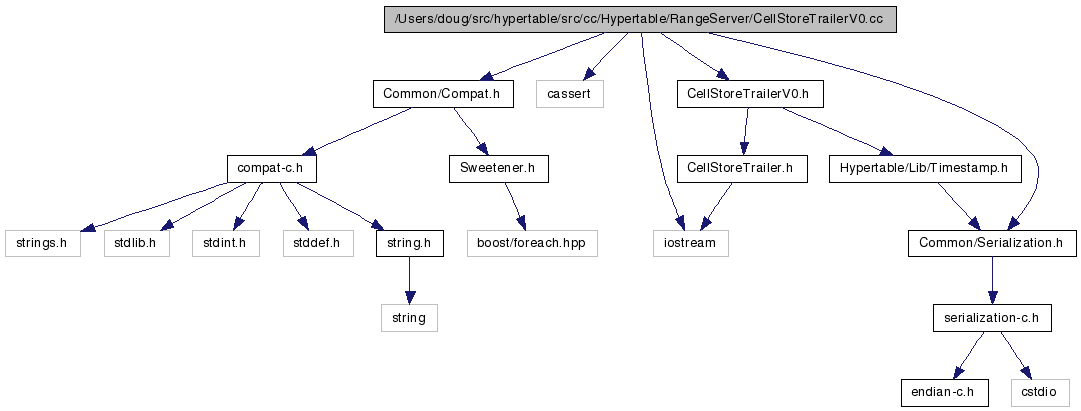 /Users/doug/src/hypertable/src/cc/Hypertable/RangeServer/CellStoreTrailerV0.cc
Common/Compat.h
cassert
CellStoreTrailerV0.h
compat-c.h
Sweetener.h
CellStoreTrailer.h
Hypertable/Lib/Timestamp.h
strings.h
stdlib.h
stdint.h
stddef.h
string.h
boost/foreach.hpp
iostream
Common/Serialization.h
string
serialization-c.h
endian-c.h
cstdio